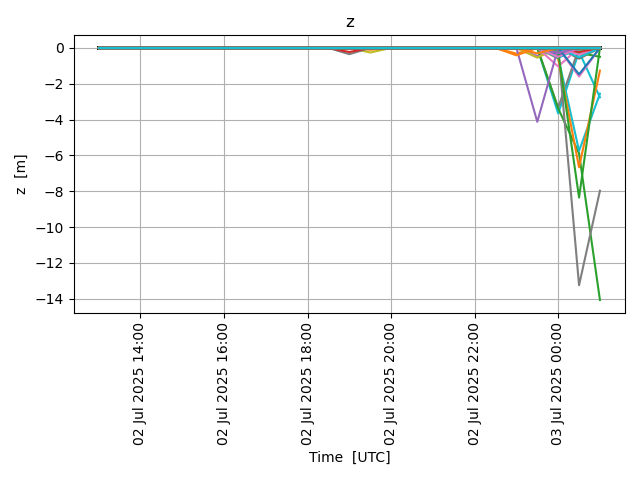 z
0
−2
−4
−6
−8
−10
−12
−14
z [m]
02 Jul 2025 14:00
02 Jul 2025 16:00
02 Jul 2025 18:00
02 Jul 2025 20:00
02 Jul 2025 22:00
03 Jul 2025 00:00
Time [UTC]